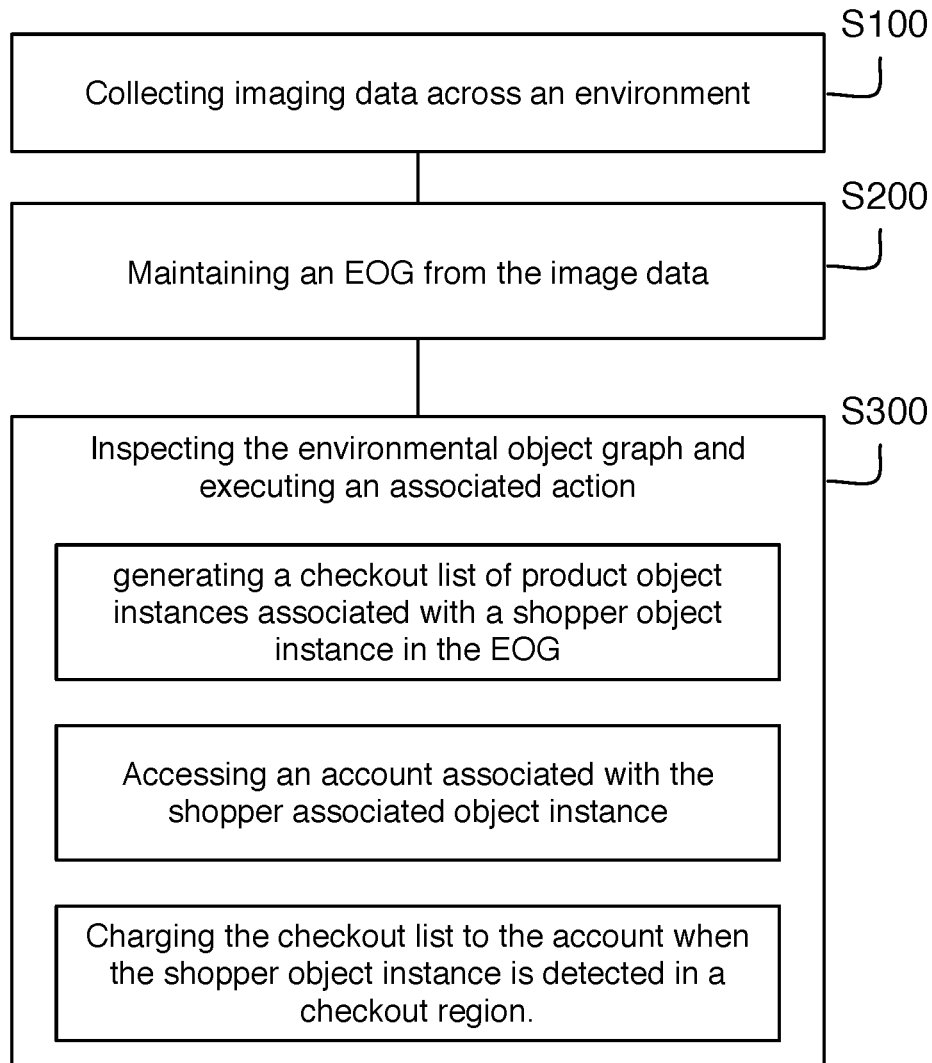 S100
Collecting imaging data across an environment
S200
Maintaining an EOG from the image data
S300
Inspecting the environmental object graph and
executing an associated action
generating a checkout list of product object
instances associated with a shopper object
instance in the EOG
Accessing an account associated with the
shopper associated object instance
Charging the checkout list to the account when
the shopper object instance is detected in a
checkout region.